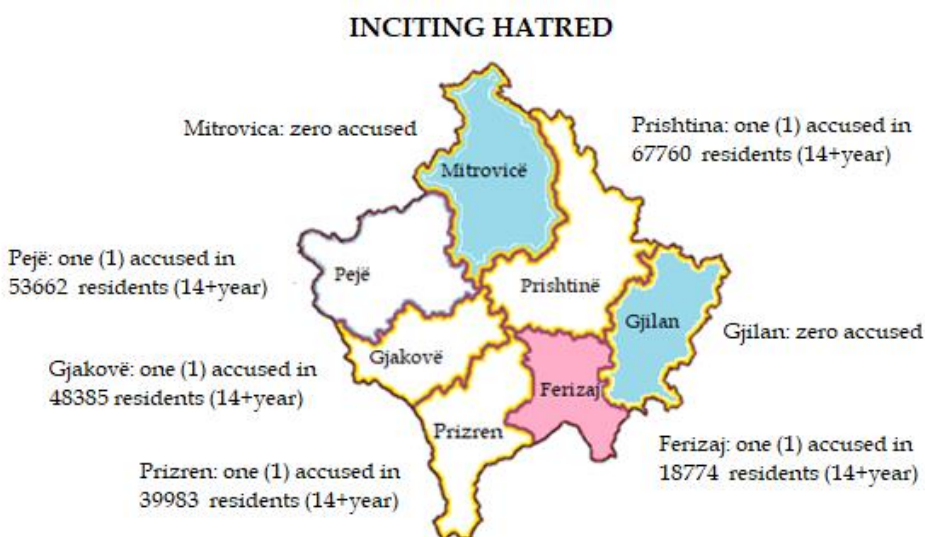 INCITING HATRED
Mitrovica: zero accused
Prishtina: one (1) accused in
67760 residents (14+year)
Mitrovicë
Pejë: one (1) accused in
53662 residents (14+year)
Pejë
Prishtinë
Gjilan
Gjilan: zero accused
Gjakovë: one (1) accused in
48385 residents (14+year)
Gjakovë
Ferizaj
Prizren
Ferizaj: one (1) accused in
18774 residents (14+year)
Prizren: one (1) accused in
39983 residents (14+year)